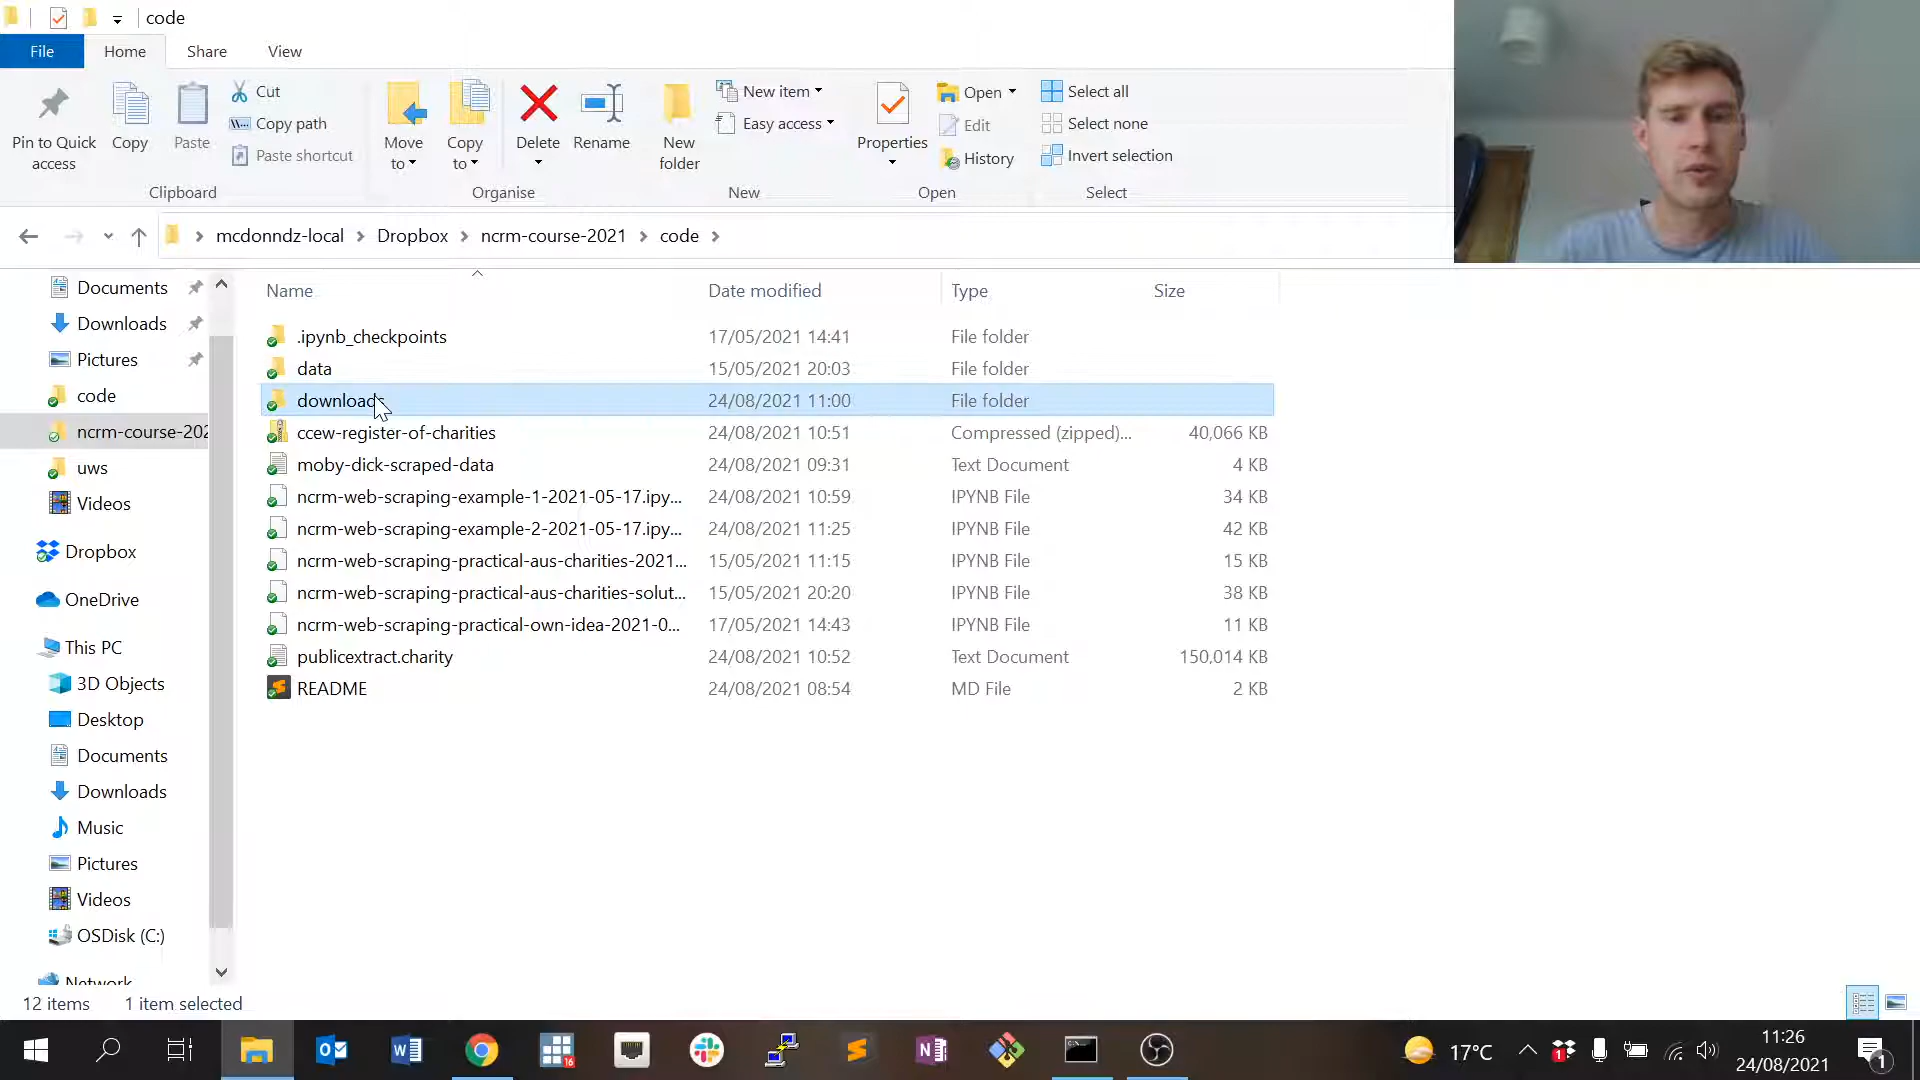 code
File
Home
Share
View
Pin to Quick access
Copy
Paste
Cut
Copy path
Paste shortcut
Clipboard
Move to
Copy to
Delete
Rename
Organise
New folder
New item
Easy access
New
Properties
Open
Edit
History
Open
Select all
Select none
Invert selection
Select
mcdonndz-local
Dropbox
ncrm-course-2021
code
Documents
Downloads
Pictures
code
ncrm-course-202
uws
Videos
Dropbox
OneDrive
This PC
3D Objects
Desktop
Documents
Downloads
Music
Pictures
Videos
OSDisk (C:)
Network
Name Date modified Type Size
.ipynb_checkpoints 17/05/2021 14:41 File folder
data 15/05/2021 20:03 File folder
downloads 24/08/2021 11:00 File folder
ccew-register-of-charities 24/08/2021 10:51 Compressed (zipped)... 40,066 KB
moby-dick-scraped-data 24/08/2021 09:31 Text Document 4 KB
ncrm-web-scraping-example-1-2021-05-17.ipy... 24/08/2021 10:59 IPYNB File 34 KB
ncrm-web-scraping-example-2-2021-05-17.ipy... 24/08/2021 11:25 IPYNB File 42 KB
ncrm-web-scraping-practical-aus-charities-2021... 15/05/2021 11:15 IPYNB File 15 KB
ncrm-web-scraping-practical-aus-charities-solut... 15/05/2021 20:20 IPYNB File 38 KB
ncrm-web-scraping-practical-own-idea-2021-0... 17/05/2021 14:43 IPYNB File 11 KB
publicextract.charity 24/08/2021 10:52 Text Document 150,014 KB
README 24/08/2021 08:54 MD File 2 KB
12 items 1 item selected
16
17°C
1
11:26
24/08/2021
1